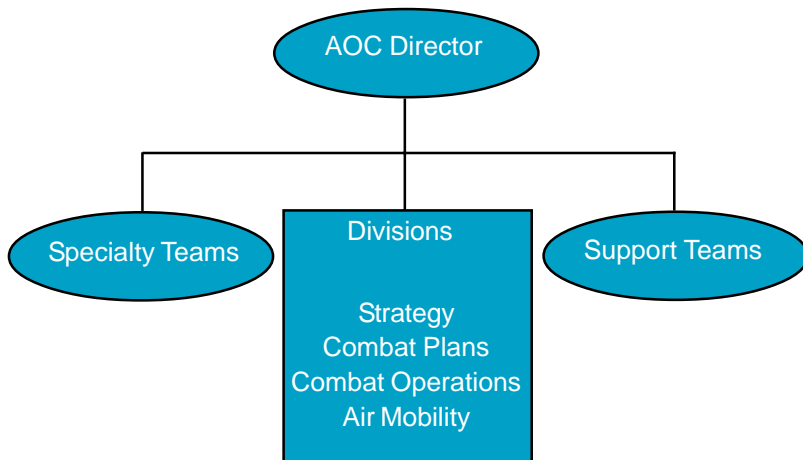 AOC Director
Specialty Teams
Divisions
Strategy
Combat Plans
Combat Operations
Air Mobility
Support Teams